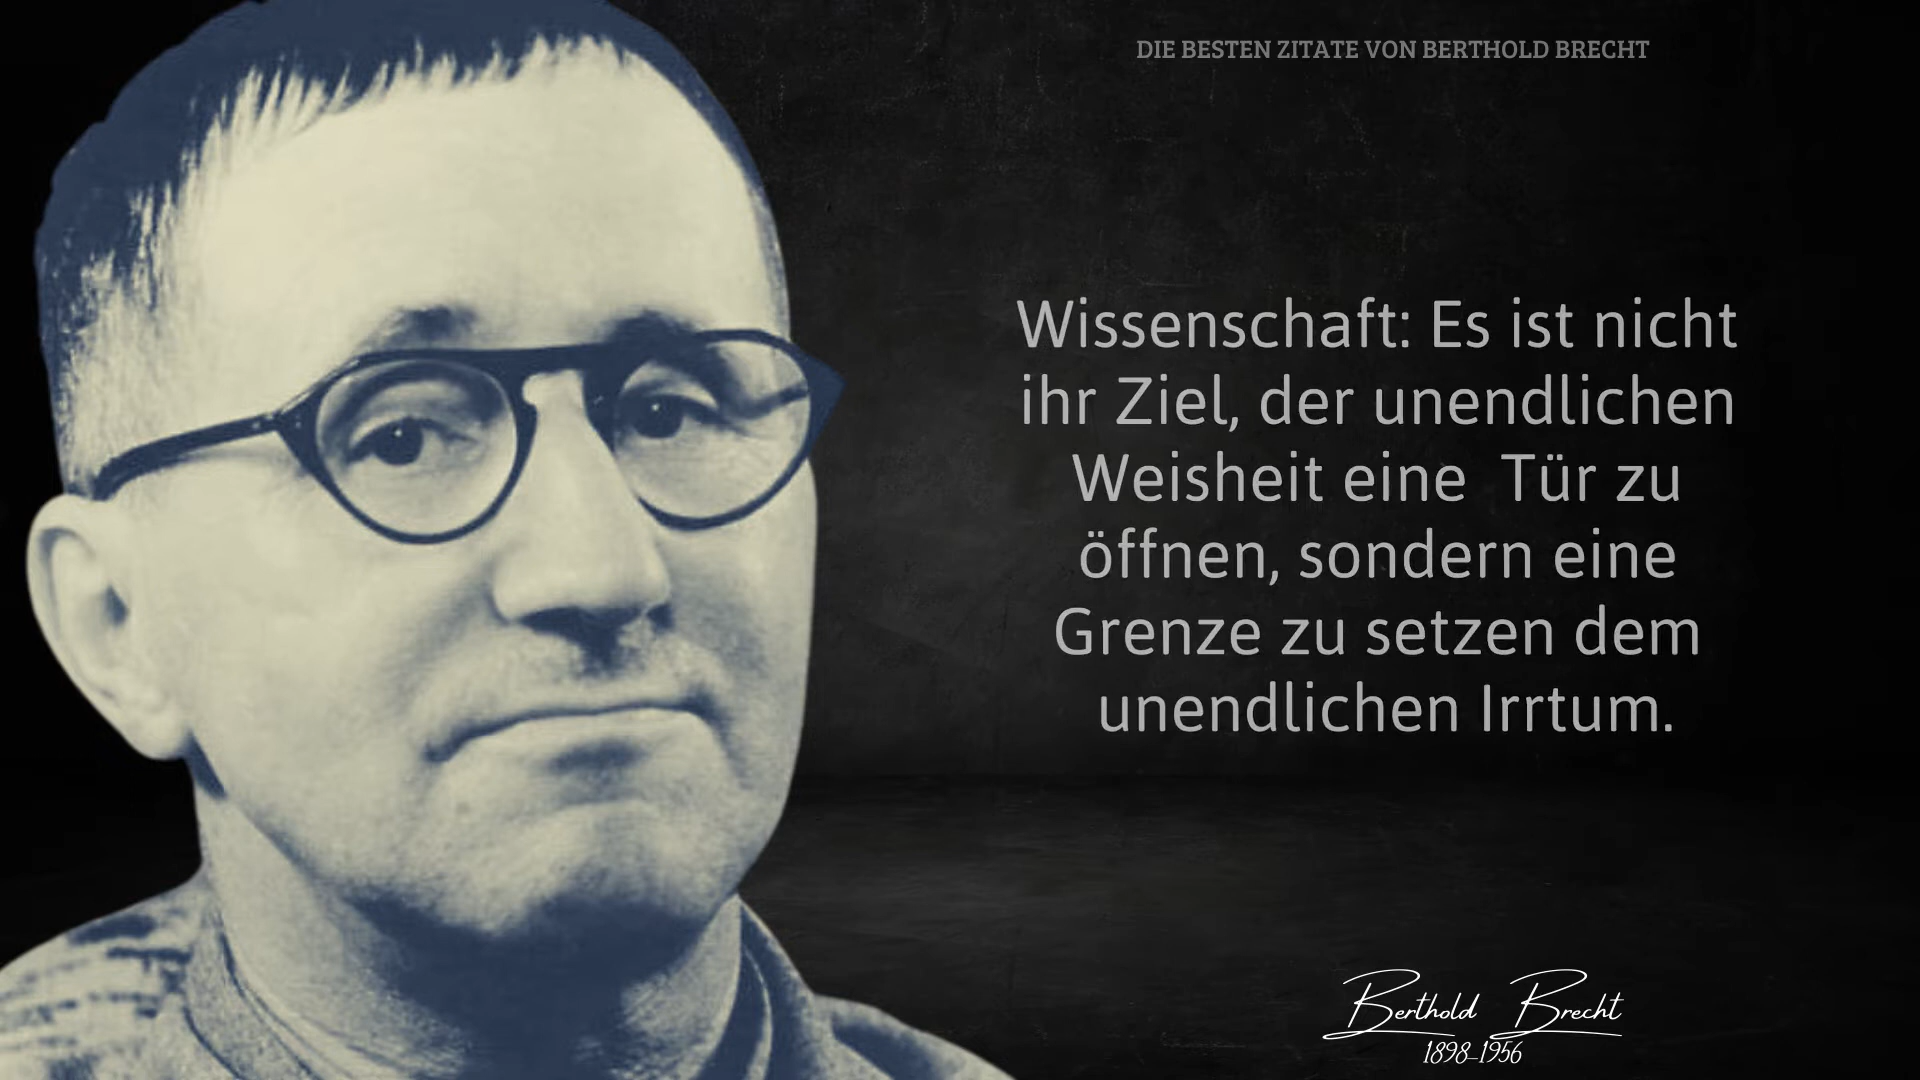 DIE BESTEN ZITATE VON BERTHOLD BRECHT
Wissenschaft: Es ist nicht
ihr Ziel, der unendlichen
Weisheit eine  Tür zu
öffnen, sondern eine
Grenze zu setzen dem
unendlichen Irrtum.
Berthold Brecht
1898-1956